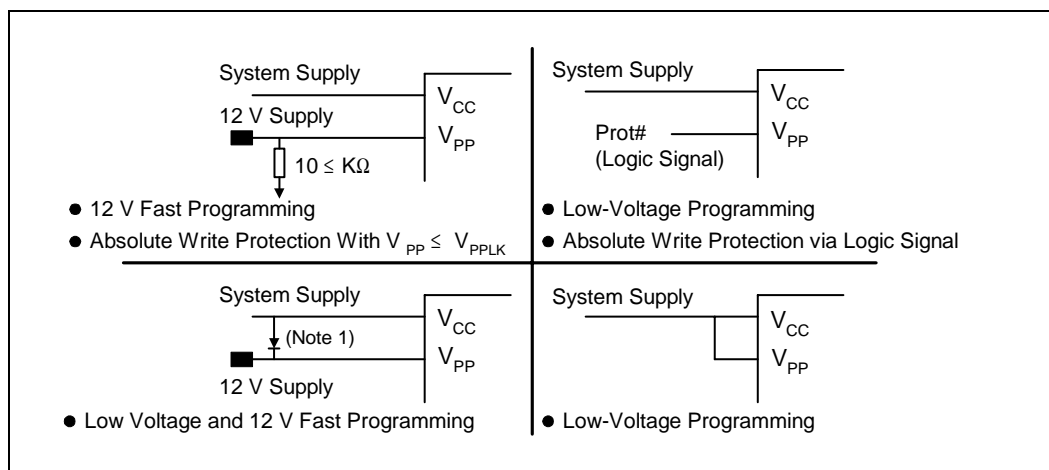 System Supply
V_CC
12 V Supply
V_PP
10 ≤ KΩ
● 12 V Fast Programming
● Absolute Write Protection With V_PP ≤ V_PPLK
System Supply
V_CC
Prot#
V_PP
(Logic Signal)
● Low-Voltage Programming
● Absolute Write Protection via Logic Signal
System Supply
V_CC
(Note 1)
V_PP
12 V Supply
● Low Voltage and 12 V Fast Programming
System Supply
V_CC
V_PP
● Low-Voltage Programming